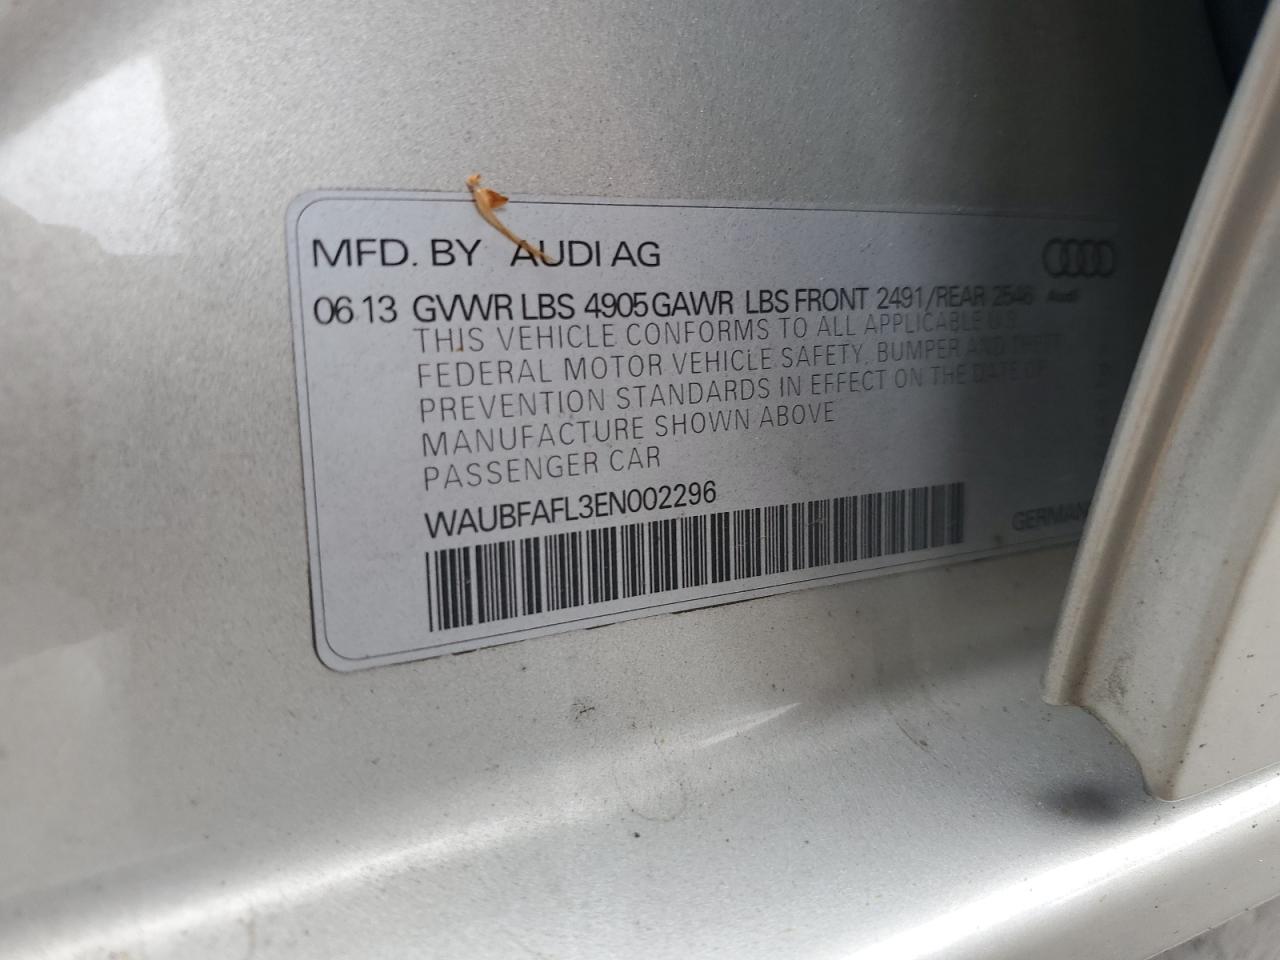 MFD. BY AUDI AG
06 13 GVWR LBS 4905 GAWR LBS FRONT 2491/REAR 2546 Audi
THIS VEHICLE CONFORMS TO ALL APPLICABLE U.S.
FEDERAL MOTOR VEHICLE SAFETY, BUMPER AND THEFT
PREVENTION STANDARDS IN EFFECT ON THE DATE OF
MANUFACTURE SHOWN ABOVE
PASSENGER CAR
WAUBFAFL3EN002296